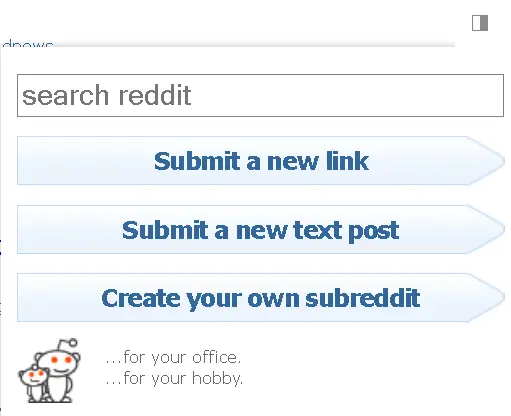 search reddit
Submit a new link
Submit a new text post
Create your own subreddit
...for your office.
...for your hobby.